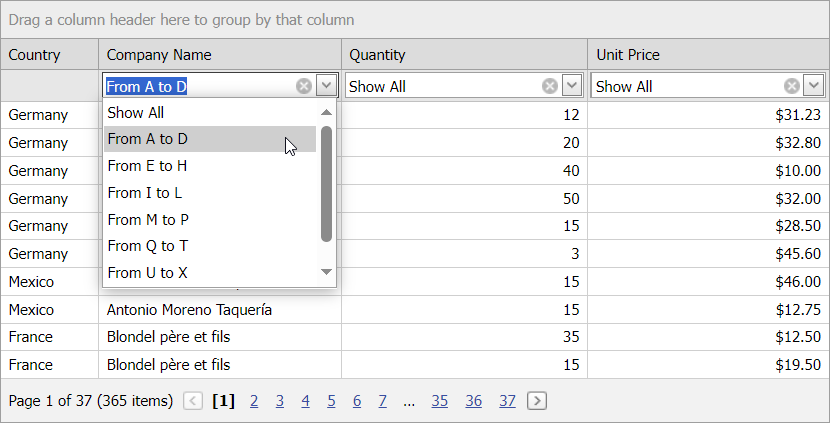 Drag a column header here to group by that column
Country Company Name Quantity Unit Price
From A to D Show All Show All
Germany Show All 12 $31.23
Germany From A to D 20 $32.80
Germany From E to H 40 $10.00
Germany From I to L 50 $32.00
Germany From M to P 15 $28.50
Germany From Q to T 3 $45.60
Mexico From U to X 15 $46.00
Mexico Antonio Moreno Taquería 15 $12.75
France Blondel père et fils 35 $12.50
France Blondel père et fils 15 $19.50
Page 1 of 37 (365 items) [1] 2 3 4 5 6 7 ... 35 36 37